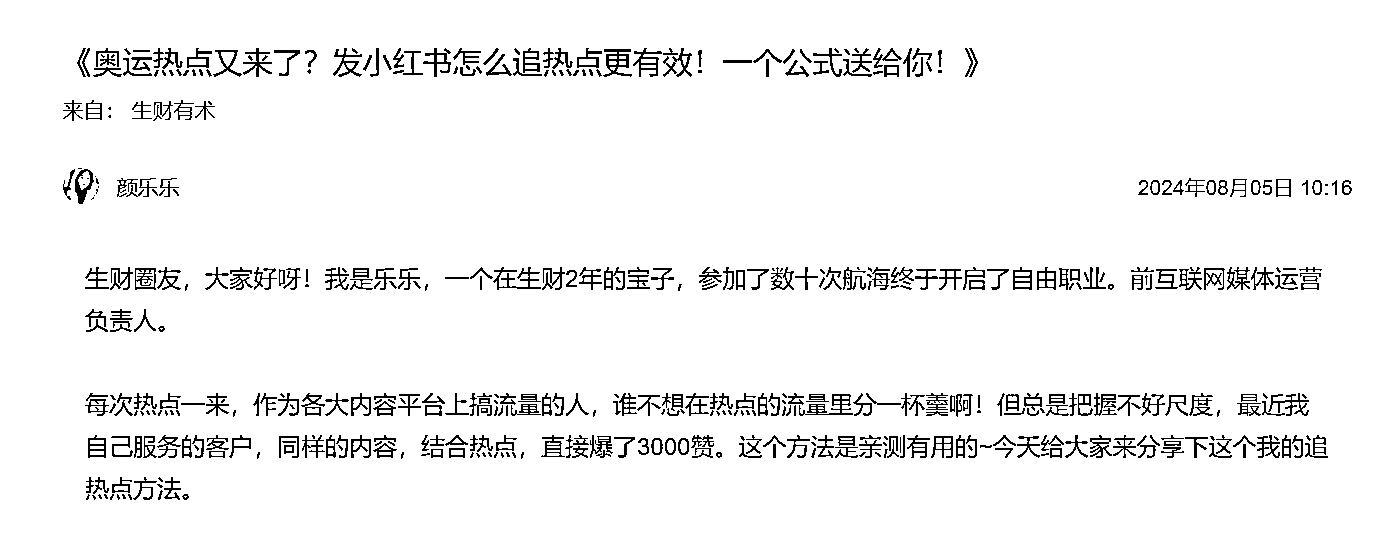 《奥运热点又来了？发小红书怎么追热点更有效！一个公式送给你！》
来自： 生财有术
颜乐乐
2024年08月05日 10:16
生财圈友，大家好呀！我是乐乐，一个在生财2年的宝子，参加了数十次航海终于开启了自由职业。前互联网媒体运营
负责人。
每次热点一来，作为各大内容平台上搞流量的人，谁不想在热点的流量里分一杯羹啊！但总是把握不好尺度，最近我
自己服务的客户，同样的内容，结合热点，直接爆了3000赞。这个方法是亲测有用的~今天给大家来分享下这个我的追
热点方法。